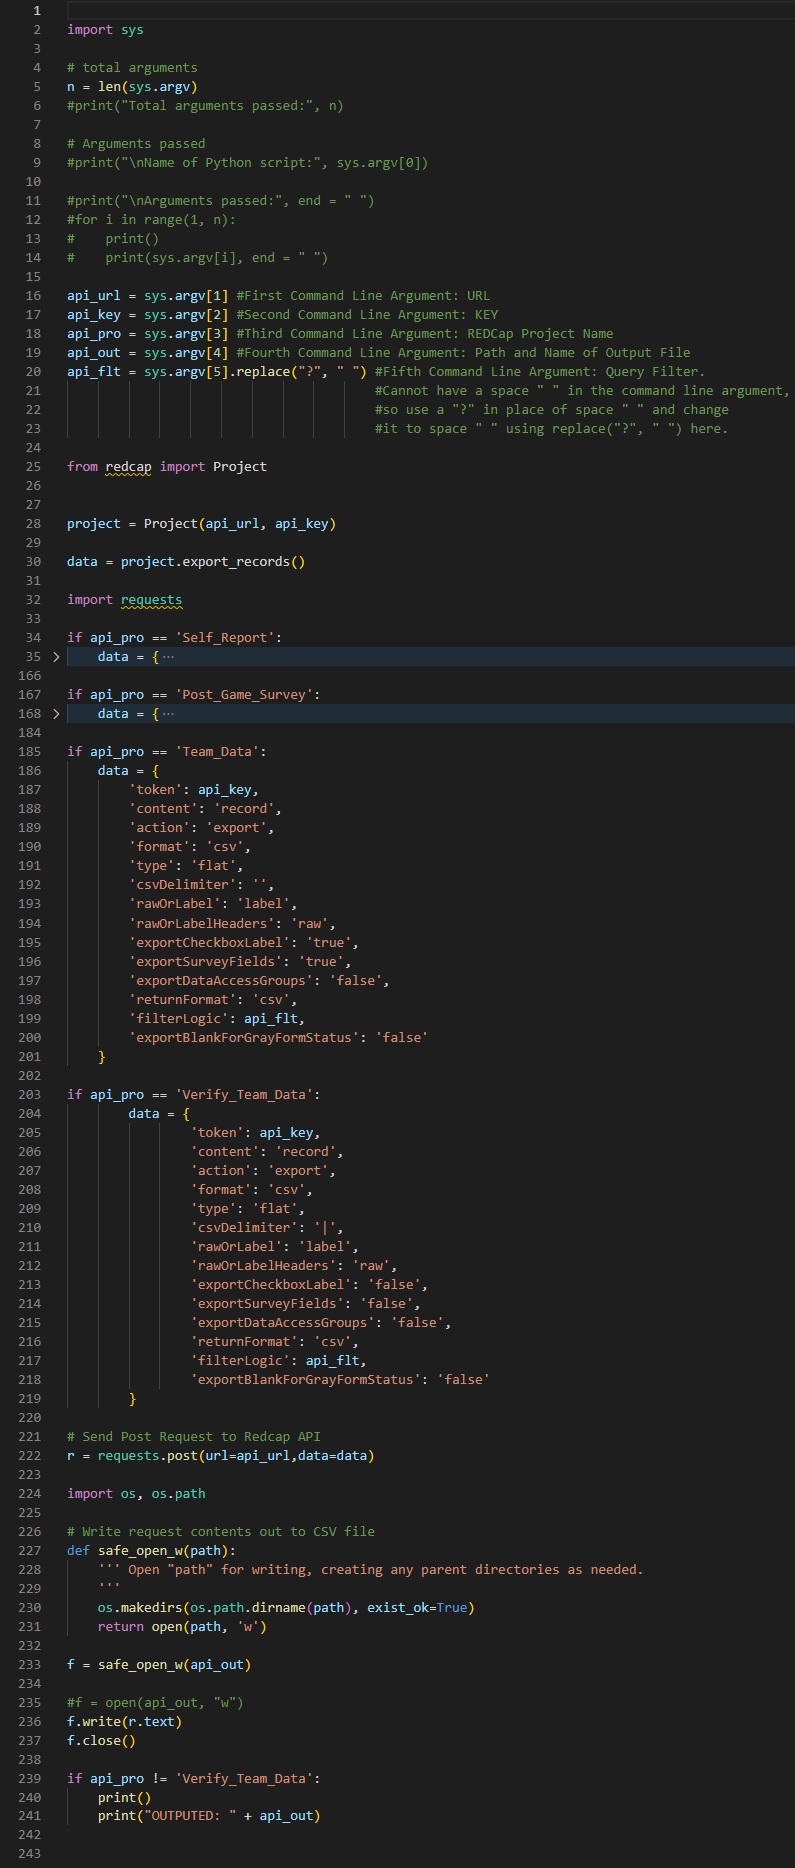 1
2 import sys
3
4 # total arguments
5 n = len(sys.argv)
6 #print("Total arguments passed:", n)
7
8 # Arguments passed
9 #print("\nName of Python script:", sys.argv[0])
10
11 #print("\nArguments passed:", end = " ")
12 #for i in range(1, n):
13 #    print()
14 #    print(sys.argv[i], end = " ")
15
16 api_url = sys.argv[1] #First Command Line Argument: URL
17 api_key = sys.argv[2] #Second Command Line Argument: KEY
18 api_pro = sys.argv[3] #Third Command Line Argument: REDCap Project Name
19 api_out = sys.argv[4] #Fourth Command Line Argument: Path and Name of Output File
20 api_flt = sys.argv[5].replace("?", " ") #Fifth Command Line Argument: Query Filter.
21                                         #Cannot have a space " " in the command line argument,
22                                         #so use a "?" in place of space " " and change
23                                         #it to space " " using replace("?", " ") here.
24
25 from redcap import Project
26
27
28 project = Project(api_url, api_key)
29
30 data = project.export_records()
31
32 import requests
33
34 if api_pro == 'Self_Report':
35 >     data = { ···
166
167 if api_pro == 'Post_Game_Survey':
168 >     data = { ···
184
185 if api_pro == 'Team_Data':
186     data = {
187         'token': api_key,
188         'content': 'record',
189         'action': 'export',
190         'format': 'csv',
191         'type': 'flat',
192         'csvDelimiter': '',
193         'rawOrLabel': 'label',
194         'rawOrLabelHeaders': 'raw',
195         'exportCheckboxLabel': 'true',
196         'exportSurveyFields': 'true',
197         'exportDataAccessGroups': 'false',
198         'returnFormat': 'csv',
199         'filterLogic': api_flt,
200         'exportBlankForGrayFormStatus': 'false'
201     }
202
203 if api_pro == 'Verify_Team_Data':
204         data = {
205                 'token': api_key,
206                 'content': 'record',
207                 'action': 'export',
208                 'format': 'csv',
209                 'type': 'flat',
210                 'csvDelimiter': '|',
211                 'rawOrLabel': 'label',
212                 'rawOrLabelHeaders': 'raw',
213                 'exportCheckboxLabel': 'false',
214                 'exportSurveyFields': 'false',
215                 'exportDataAccessGroups': 'false',
216                 'returnFormat': 'csv',
217                 'filterLogic': api_flt,
218                 'exportBlankForGrayFormStatus': 'false'
219         }
220
221 # Send Post Request to Redcap API
222 r = requests.post(url=api_url,data=data)
223
224 import os, os.path
225
226 # Write request contents out to CSV file
227 def safe_open_w(path):
228     ''' Open "path" for writing, creating any parent directories as needed.
229     '''
230     os.makedirs(os.path.dirname(path), exist_ok=True)
231     return open(path, 'w')
232
233 f = safe_open_w(api_out)
234
235 #f = open(api_out, "w")
236 f.write(r.text)
237 f.close()
238
239 if api_pro != 'Verify_Team_Data':
240     print()
241     print("OUTPUTED: " + api_out)
242
243